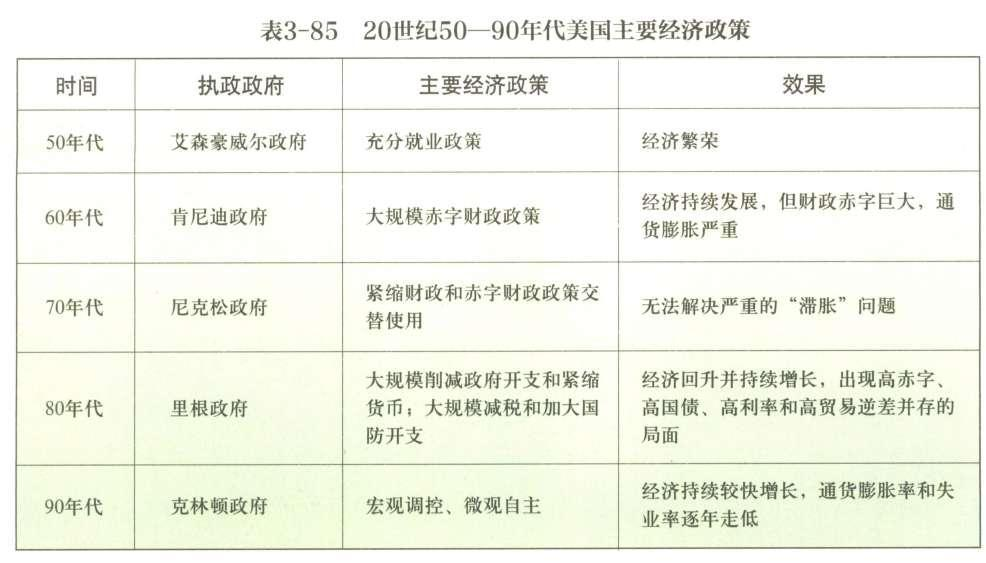 表3-85 20世纪50—90年代美国主要经济政策
时间 执政政府 主要经济政策 效果
50年代 艾森豪威尔政府 充分就业政策 经济繁荣
60年代 肯尼迪政府 大规模赤字财政政策 经济持续发展，但财政赤字巨大，通
货膨胀严重
70年代 尼克松政府 紧缩财政和赤字财政政策交
替使用 无法解决严重的“滞胀”问题
80年代 里根政府 大规模削减政府开支和紧缩
货币；大规模减税和加大国
防开支 经济回升并持续增长，出现高赤字、
高国债、高利率和高贸易逆差并存的
局面
90年代 克林顿政府 宏观调控、微观自主 经济持续较快增长，通货膨胀率和失
业率逐年走低